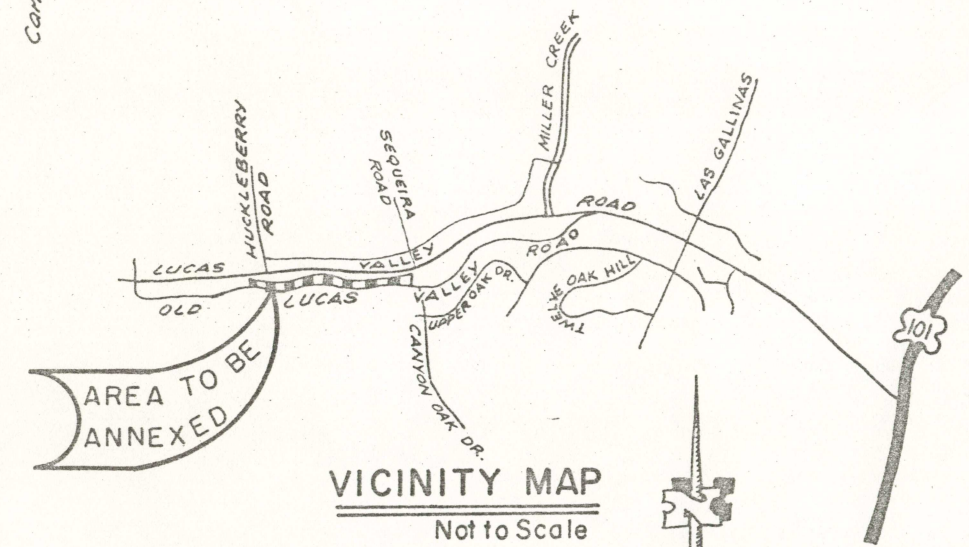 Com
HUCKLEBERRY
ROAD
SEQUEIRA
ROAD
MILLER CREEK
LAS GALLINAS
LUCAS VALLEY ROAD
OLD LUCAS VALLEY ROAD
UPPER OAK DR.
TWELVE OAK HILL
CANYON OAK DR.
101
AREA TO BE
ANNEXED
VICINITY MAP
Not to Scale